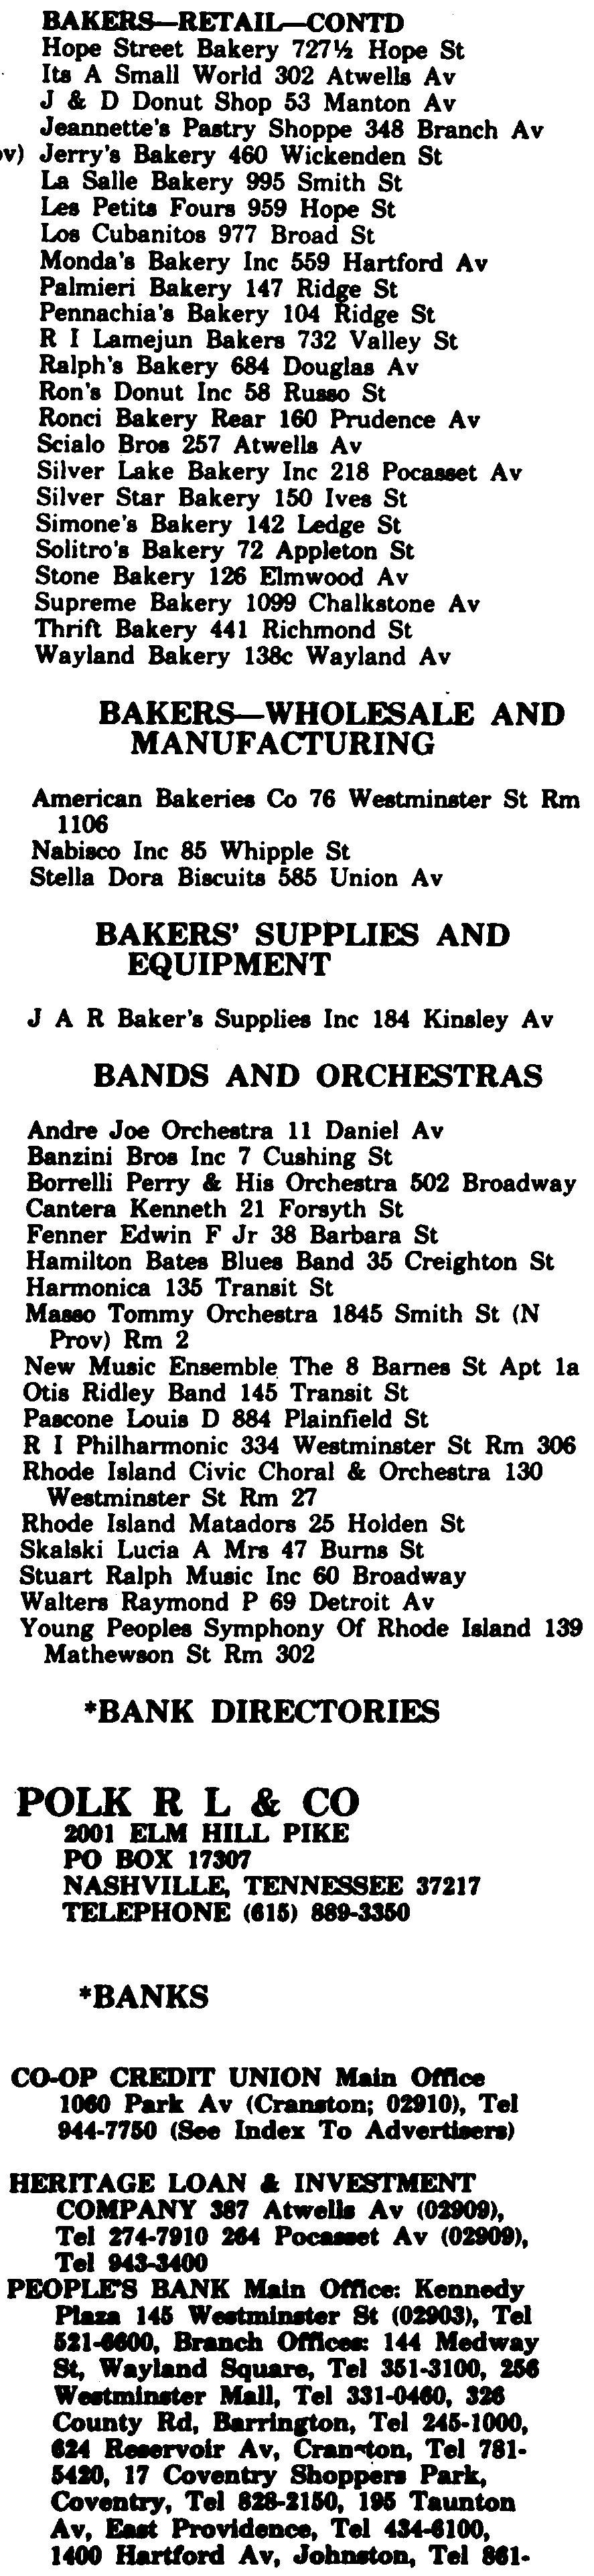 BAKERS—RETAIL—CONTD
Hope Street Bakery 727½ Hope St
Its A Small World 302 Atwells Av
J & D Donut Shop 53 Manton Av
Jeannette's Pastry Shoppe 348 Branch Av
ov) Jerry's Bakery 460 Wickenden St
La Salle Bakery 995 Smith St
Les Petits Fours 959 Hope St
Los Cubanitos 977 Broad St
Monda's Bakery Inc 559 Hartford Av
Palmieri Bakery 147 Ridge St
Pennachia's Bakery 104 Ridge St
R I Lamejun Bakers 732 Valley St
Ralph's Bakery 684 Douglas Av
Ron's Donut Inc 58 Russo St
Ronci Bakery Rear 160 Prudence Av
Scialo Bros 257 Atwells Av
Silver Lake Bakery Inc 218 Pocasset Av
Silver Star Bakery 150 Ives St
Simone's Bakery 142 Ledge St
Solitro's Bakery 72 Appleton St
Stone Bakery 126 Elmwood Av
Supreme Bakery 1099 Chalkstone Av
Thrift Bakery 441 Richmond St
Wayland Bakery 138c Wayland Av
BAKERS—WHOLESALE AND
MANUFACTURING
American Bakeries Co 76 Westminster St Rm
1106
Nabisco Inc 85 Whipple St
Stella Dora Biscuits 585 Union Av
BAKERS' SUPPLIES AND
EQUIPMENT
J A R Baker's Supplies Inc 184 Kinsley Av
BANDS AND ORCHESTRAS
Andre Joe Orchestra 11 Daniel Av
Banzini Bros Inc 7 Cushing St
Borrelli Perry & His Orchestra 502 Broadway
Cantera Kenneth 21 Forsyth St
Fenner Edwin F Jr 38 Barbara St
Hamilton Bates Blues Band 35 Creighton St
Harmonica 135 Transit St
Masso Tommy Orchestra 1845 Smith St (N
Prov) Rm 2
New Music Ensemble The 8 Barnes St Apt 1a
Otis Ridley Band 145 Transit St
Pascone Louis D 884 Plainfield St
R I Philharmonic 334 Westminster St Rm 306
Rhode Island Civic Choral & Orchestra 130
Westminster St Rm 27
Rhode Island Matadors 25 Holden St
Skalski Lucia A Mrs 47 Burns St
Stuart Ralph Music Inc 60 Broadway
Walters Raymond P 69 Detroit Av
Young Peoples Symphony Of Rhode Island 139
Mathewson St Rm 302
*BANK DIRECTORIES
POLK R L & CO
2001 ELM HILL PIKE
PO BOX 17307
NASHVILLE, TENNESSEE 37217
TELEPHONE (615) 889-3350
*BANKS
CO-OP CREDIT UNION Main Office
1060 Park Av (Cranston; 02910), Tel
944-7750 (See Index To Advertisers)
HERITAGE LOAN & INVESTMENT
COMPANY 387 Atwells Av (02909),
Tel 274-7910 264 Pocasset Av (02909),
Tel 943-3400
PEOPLE'S BANK Main Office: Kennedy
Plaza 145 Westminster St (02903), Tel
521-6600, Branch Offices: 144 Medway
St, Wayland Square, Tel 351-3100, 256
Westminster Mall, Tel 331-0460, 326
County Rd, Barrington, Tel 245-1000,
624 Reservoir Av, Cranston, Tel 781-
5420, 17 Coventry Shoppers Park,
Coventry, Tel 828-2150, 195 Taunton
Av, East Providence, Tel 434-6100,
1400 Hartford Av, Johnston, Tel 861-